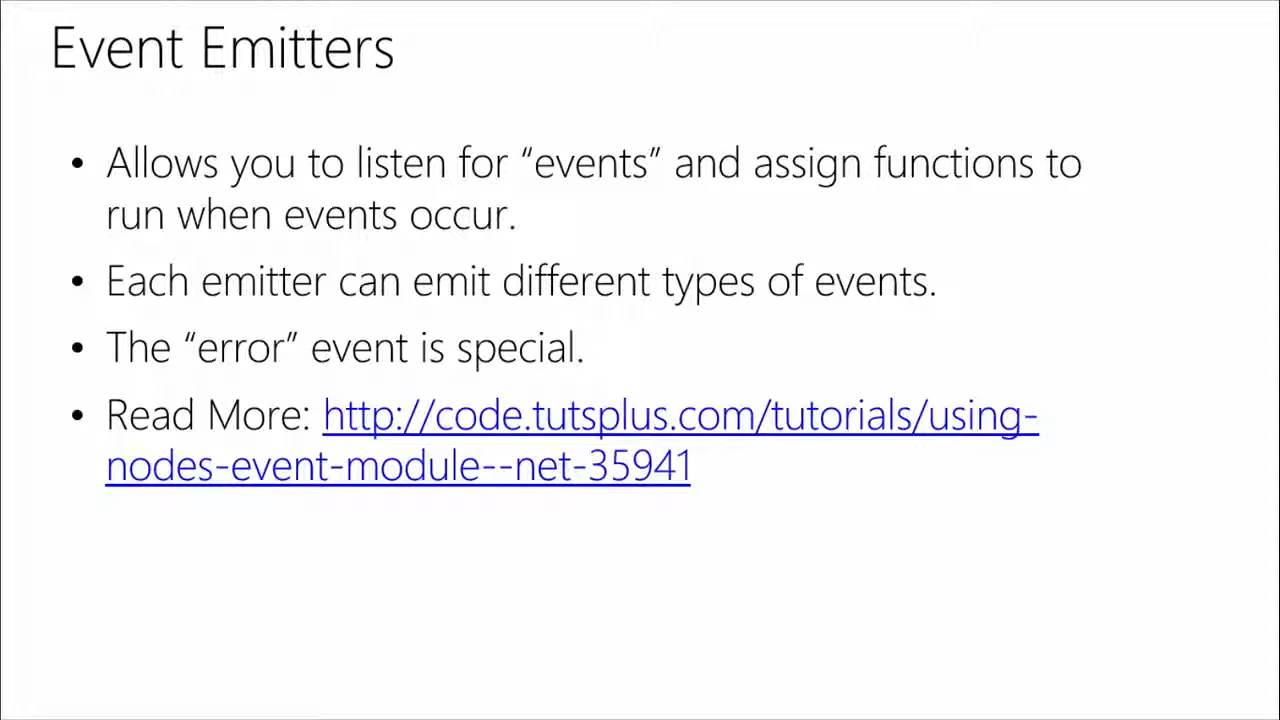 Event Emitters
• Allows you to listen for “events” and assign functions to
run when events occur.
• Each emitter can emit different types of events.
• The “error” event is special.
• Read More: http://code.tutsplus.com/tutorials/using-
nodes-event-module--net-35941